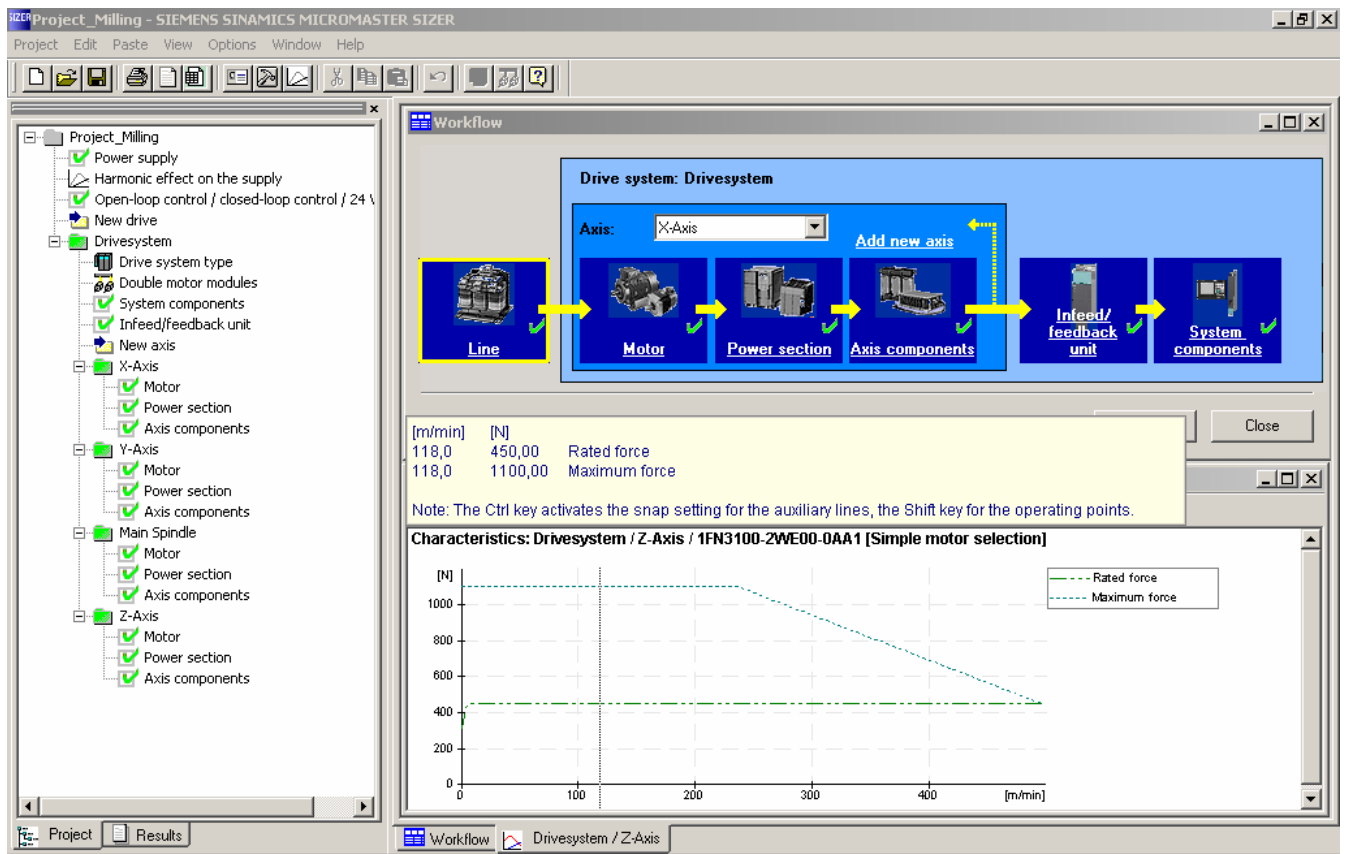 SIZER Project_Milling - SIEMENS SINAMICS MICROMASTER SIZER
Project Edit Paste View Options Window Help
Project_Milling
Power supply
Harmonic effect on the supply
Open-loop control / closed-loop control / 24 V
New drive
Drivesystem
Drive system type
Double motor modules
System components
Infeed/feedback unit
New axis
X-Axis
Motor
Power section
Axis components
Y-Axis
Motor
Power section
Axis components
Main Spindle
Motor
Power section
Axis components
Z-Axis
Motor
Power section
Axis components
Project Results
Workflow
Drive system: Drivesystem
Axis: X-Axis
Add new axis
Line
Motor
Power section
Axis components
Infeed/
feedback
unit
System
components
Close
[m/min] [N]
118,0 450,00 Rated force
118,0 1100,00 Maximum force
Note: The Ctrl key activates the snap setting for the auxiliary lines, the Shift key for the operating points.
Characteristics: Drivesystem / Z-Axis / 1FN3100-2WE00-0AA1 [Simple motor selection]
[N]
Rated force
Maximum force
1000
800
600
400
200
0
0 100 200 300 400 [m/min]
Workflow Drivesystem / Z-Axis